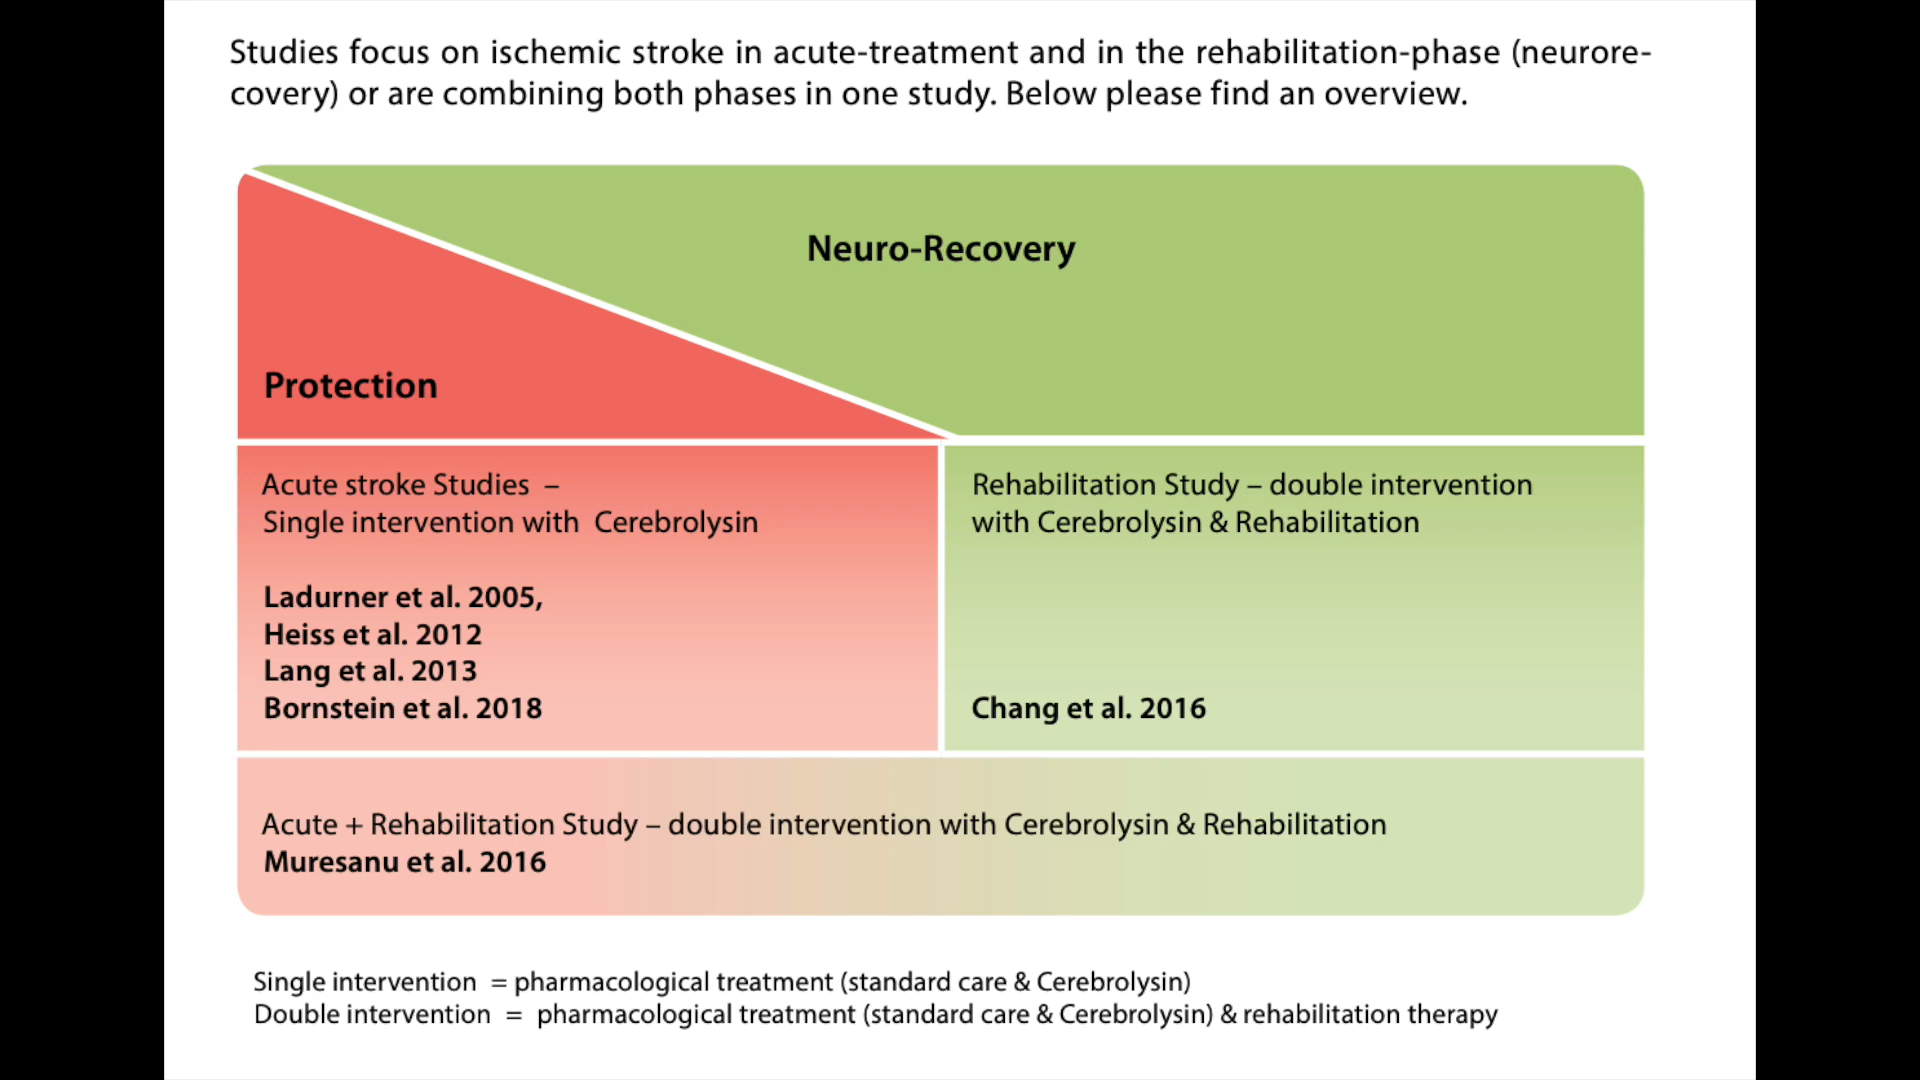 Studies focus on ischemic stroke in acute-treatment and in the rehabilitation-phase (neurore-
covery) or are combining both phases in one study. Below please find an overview.
Neuro-Recovery
Protection
Acute stroke Studies –
Single intervention with Cerebrolysin
Ladurner et al. 2005,
Heiss et al. 2012
Lang et al. 2013
Bornstein et al. 2018
Rehabilitation Study – double intervention
with Cerebrolysin & Rehabilitation
Chang et al. 2016
Acute + Rehabilitation Study – double intervention with Cerebrolysin & Rehabilitation
Muresanu et al. 2016
Single intervention = pharmacological treatment (standard care & Cerebrolysin)
Double intervention = pharmacological treatment (standard care & Cerebrolysin) & rehabilitation therapy